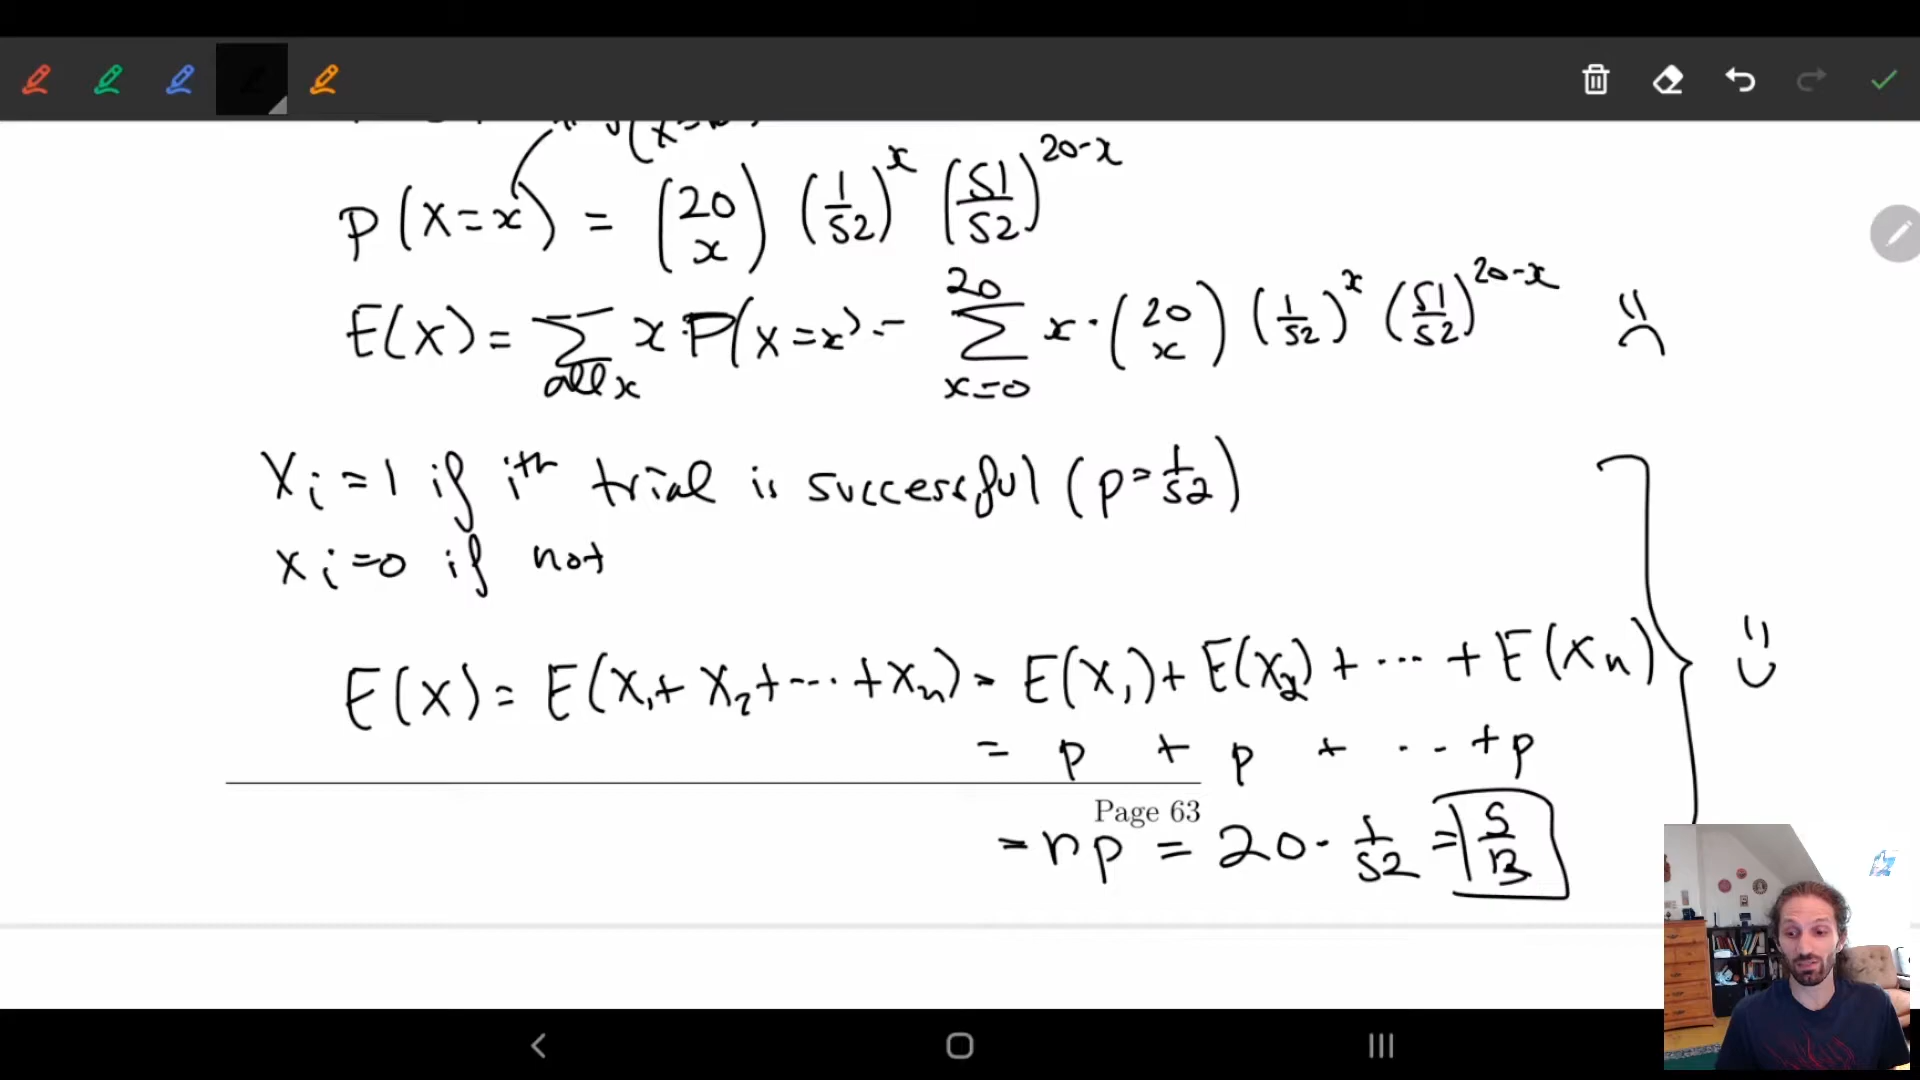 P(X=x) = (20 x) (1/52)^x (51/52)^20-x
E(X) = ∑ all x x·P(X=x) = ∑ x=0 20 x·(20 x) (1/52)^x (51/52)^20-x
Xi=1 if ith trial is successful (p=1/52)
Xi=0 if not
E(X) = E(X1+X2+···+Xn) = E(X1)+E(X2)+···+E(Xn)
= p + p + ··· + p
Page 63
= np = 20·1/52 = 5/13